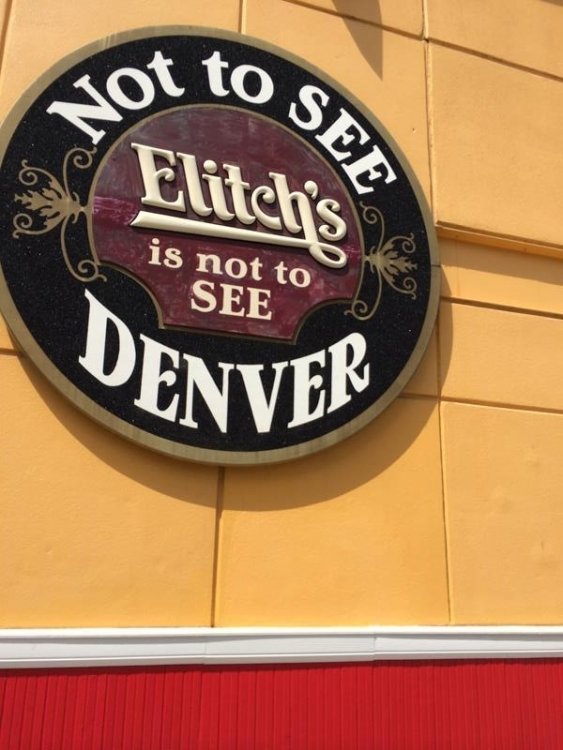 Not to SEE
Elitch's
is not to
SEE
DENVER